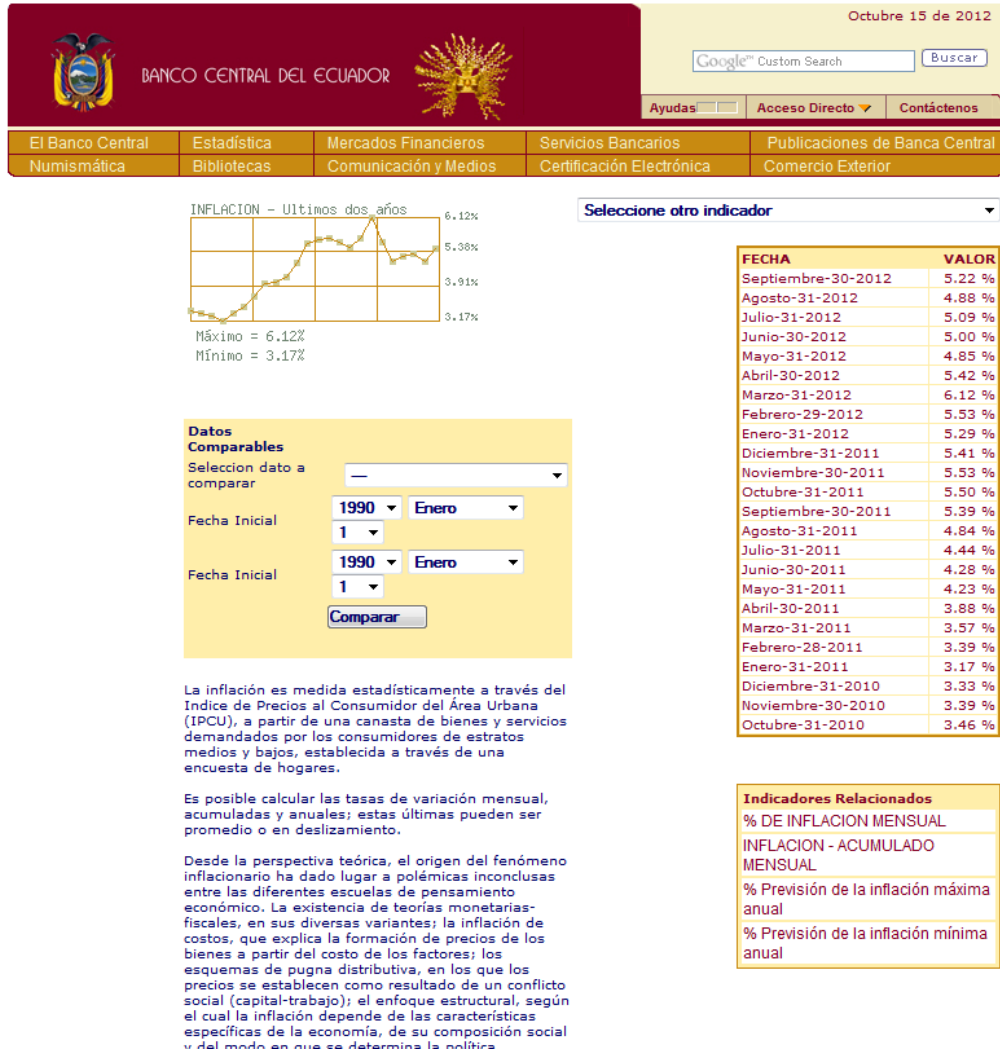 Octubre 15 de 2012
BANCO CENTRAL DEL ECUADOR
Google™ Custom Search
Buscar
Ayudas
Acceso Directo
Contáctenos
El Banco Central Estadística Mercados Financieros Servicios Bancarios Publicaciones de Banca Central
Numismática Bibliotecas Comunicación y Medios Certificación Electrónica Comercio Exterior
INFLACION - Ultimos dos años
6.12%
5.38%
3.91%
3.17%
Máximo = 6.12%
Mínimo = 3.17%
Seleccione otro indicador
Datos
Comparables
Seleccion dato a
comparar
—
Fecha Inicial
1990 Enero
1
Fecha Inicial
1990 Enero
1
Comparar
La inflación es medida estadísticamente a través del
Indice de Precios al Consumidor del Área Urbana
(IPCU), a partir de una canasta de bienes y servicios
demandados por los consumidores de estratos
medios y bajos, establecida a través de una
encuesta de hogares.
Es posible calcular las tasas de variación mensual,
acumuladas y anuales; estas últimas pueden ser
promedio o en deslizamiento.
Desde la perspectiva teórica, el origen del fenómeno
inflacionario ha dado lugar a polémicas inconclusas
entre las diferentes escuelas de pensamiento
económico. La existencia de teorías monetarias-
fiscales, en sus diversas variantes; la inflación de
costos, que explica la formación de precios de los
bienes a partir del costo de los factores; los
esquemas de pugna distributiva, en los que los
precios se establecen como resultado de un conflicto
social (capital-trabajo); el enfoque estructural, según
el cual la inflación depende de las características
específicas de la economía, de su composición social
y del modo en que se determina la política
FECHA VALOR
Septiembre-30-2012 5.22 %
Agosto-31-2012 4.88 %
Julio-31-2012 5.09 %
Junio-30-2012 5.00 %
Mayo-31-2012 4.85 %
Abril-30-2012 5.42 %
Marzo-31-2012 6.12 %
Febrero-29-2012 5.53 %
Enero-31-2012 5.29 %
Diciembre-31-2011 5.41 %
Noviembre-30-2011 5.53 %
Octubre-31-2011 5.50 %
Septiembre-30-2011 5.39 %
Agosto-31-2011 4.84 %
Julio-31-2011 4.44 %
Junio-30-2011 4.28 %
Mayo-31-2011 4.23 %
Abril-30-2011 3.88 %
Marzo-31-2011 3.57 %
Febrero-28-2011 3.39 %
Enero-31-2011 3.17 %
Diciembre-31-2010 3.33 %
Noviembre-30-2010 3.39 %
Octubre-31-2010 3.46 %
Indicadores Relacionados
% DE INFLACION MENSUAL
INFLACION - ACUMULADO
MENSUAL
% Previsión de la inflación máxima
anual
% Previsión de la inflación mínima
anual